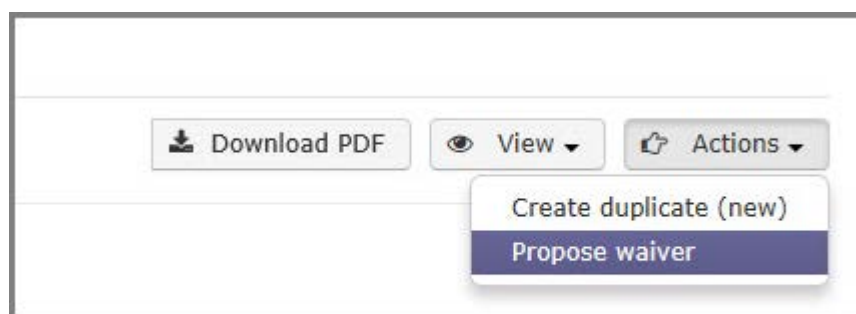 Download PDF View Actions
Create duplicate (new)
Propose waiver